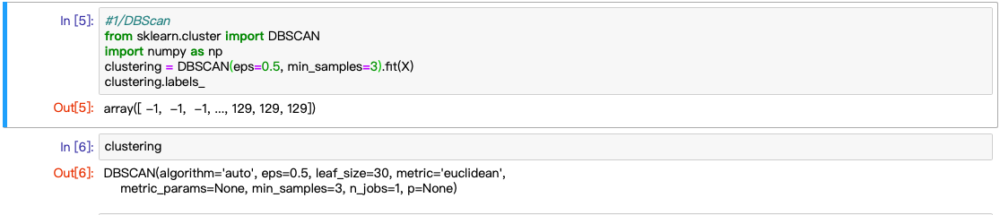 In [5]:
#1/DBScan
from sklearn.cluster import DBSCAN
import numpy as np
clustering = DBSCAN(eps=0.5, min_samples=3).fit(X)
clustering.labels_
Out[5]: array([ -1,  -1,  -1, ..., 129, 129, 129])
In [6]: clustering
Out[6]: DBSCAN(algorithm='auto', eps=0.5, leaf_size=30, metric='euclidean',
metric_params=None, min_samples=3, n_jobs=1, p=None)